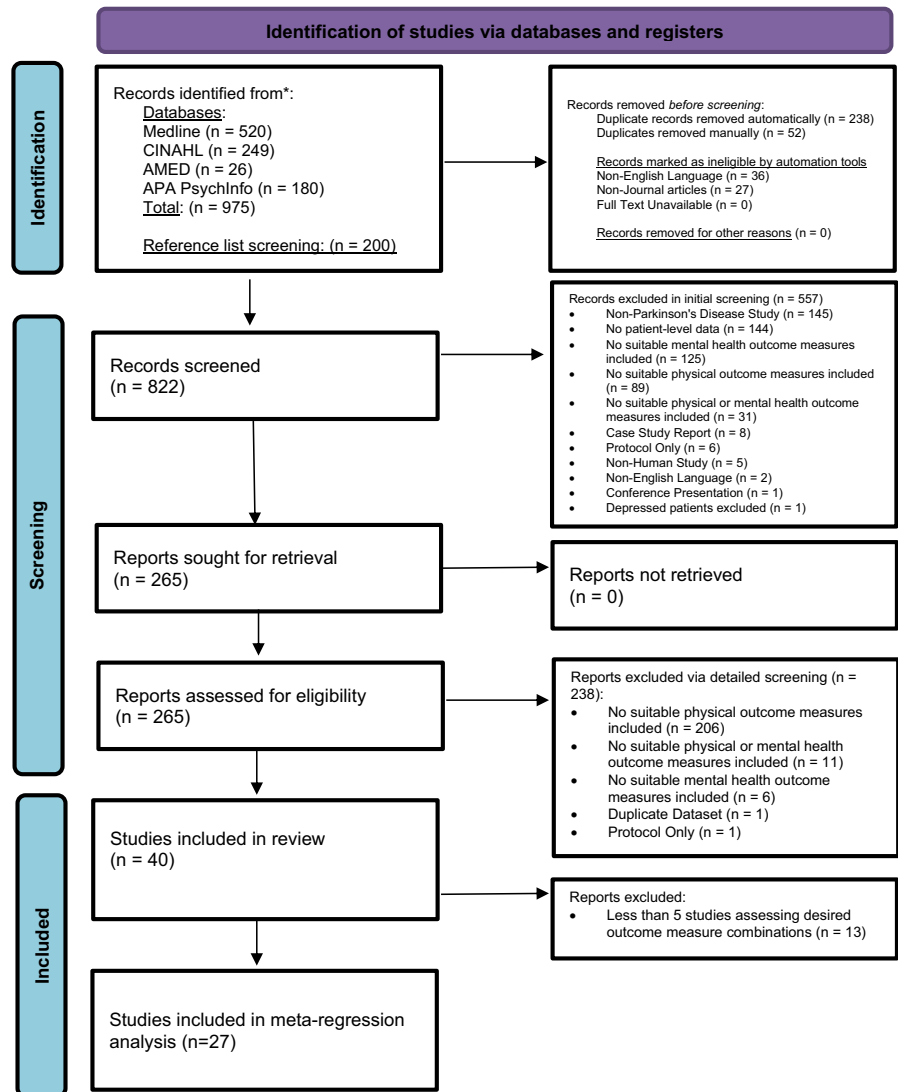 Identification of studies via databases and registers
Identification
Records identified from*:
Databases:
Medline (n = 520)
CINAHL (n = 249)
AMED (n = 26)
APA PsychInfo (n = 180)
Total: (n = 975)
Reference list screening: (n = 200)
Records removed before screening:
Duplicate records removed automatically (n = 238)
Duplicates removed manually (n = 52)
Records marked as ineligible by automation tools
Non-English Language (n = 36)
Non-Journal articles (n = 27)
Full Text Unavailable (n = 0)
Records removed for other reasons (n = 0)
Screening
Records screened
(n = 822)
Records excluded in initial screening (n = 557)
• Non-Parkinson's Disease Study (n = 145)
• No patient-level data (n = 144)
• No suitable mental health outcome measures
included (n = 125)
• No suitable physical outcome measures included
(n = 89)
• No suitable physical or mental health outcome
measures included (n = 31)
• Case Study Report (n = 8)
• Protocol Only (n = 6)
• Non-Human Study (n = 5)
• Non-English Language (n = 2)
• Conference Presentation (n = 1)
• Depressed patients excluded (n = 1)
Reports sought for retrieval
(n = 265)
Reports not retrieved
(n = 0)
Reports assessed for eligibility
(n = 265)
Reports excluded via detailed screening (n =
238):
• No suitable physical outcome measures
included (n = 206)
• No suitable physical or mental health
outcome measures included (n = 11)
• No suitable mental health outcome
measures included (n = 6)
• Duplicate Dataset (n = 1)
• Protocol Only (n = 1)
Included
Studies included in review
(n = 40)
Reports excluded:
• Less than 5 studies assessing desired
outcome measure combinations (n = 13)
Studies included in meta-regression
analysis (n=27)